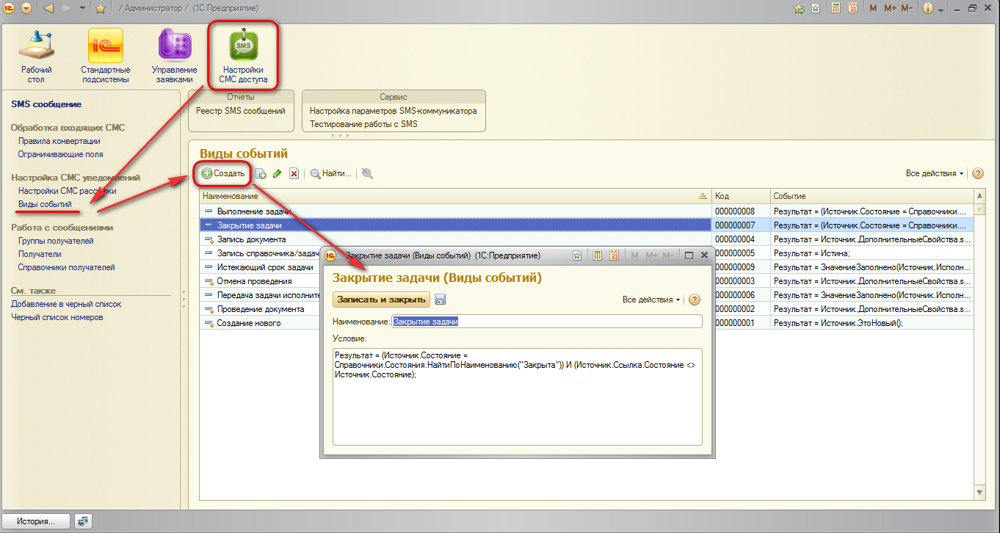 / Администратор / (1С:Предприятие)
31
M M+ M-
SMS
Рабочий
стол
Стандартные
подсистемы
Управление
заявками
Настройки
СМС доступа
SMS сообщение
Обработка входящих СМС
Правила конвертации
Ограничивающие поля
Настройка СМС уведомлений
Настройки СМС рассылки
Виды событий
Работа с сообщениями
Группы получателей
Получатели
Справочники получателей
См. также
Добавление в черный список
Черный список номеров
Отчеты
Реестр SMS сообщений
Сервис
Настройка параметров SMS-коммуникатора
Тестирование работы с SMS
Виды событий
Создать
Найти...
Все действия
?
Наименование Код Событие
Выполнение задачи 000000008 Результат = (Источник.Состояние = Справочники....
Закрытие задачи 000000007 Результат = (Источник.Состояние = Справочники....
Запись документа 000000004 Результат = Источник.ДополнительныеСвойства.s...
Запись справочника/задач 000000005 Результат = Истина;
Истекающий срок задачи 000000009 Результат = ЗначениеЗаполнено(Источник.Исполн...
Отмена проведения 000000003 Результат = Источник.ДополнительныеСвойства.s...
Передача задачи исполните 000000006 Результат = ЗначениеЗаполнено(Источник.Исполн...
Проведение документа 000000002 Результат = Источник.ДополнительныеСвойства.s...
Создание нового 000000001 Результат = Источник.ЭтоНовый();
Закрытие задачи (Виды событий) (1С:Предприятие)
31
M M+ M-
Закрытие задачи (Виды событий)
Записать и закрыть
Все действия
?
Наименование: Закрытие задачи
Условие:
Результат = (Источник.Состояние =
Справочники.Состояния.НайтиПоНаименованию("Закрыта")) И (Источник.Ссылка.Состояние <>
Источник.Состояние);
История...